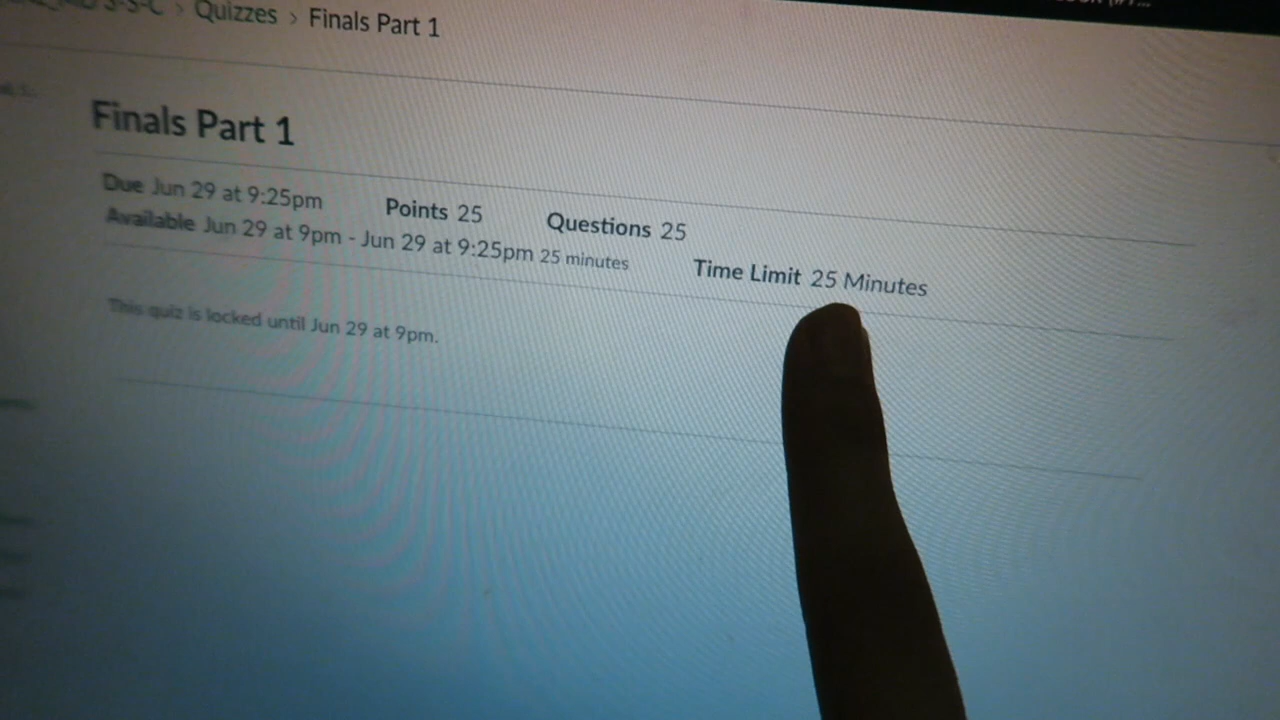 Quizzes > Finals Part 1
Finals Part 1
Due Jun 29 at 9:25pm Points 25 Questions 25
Available Jun 29 at 9pm - Jun 29 at 9:25pm 25 minutes Time Limit 25 Minutes
This quiz is locked until Jun 29 at 9pm.